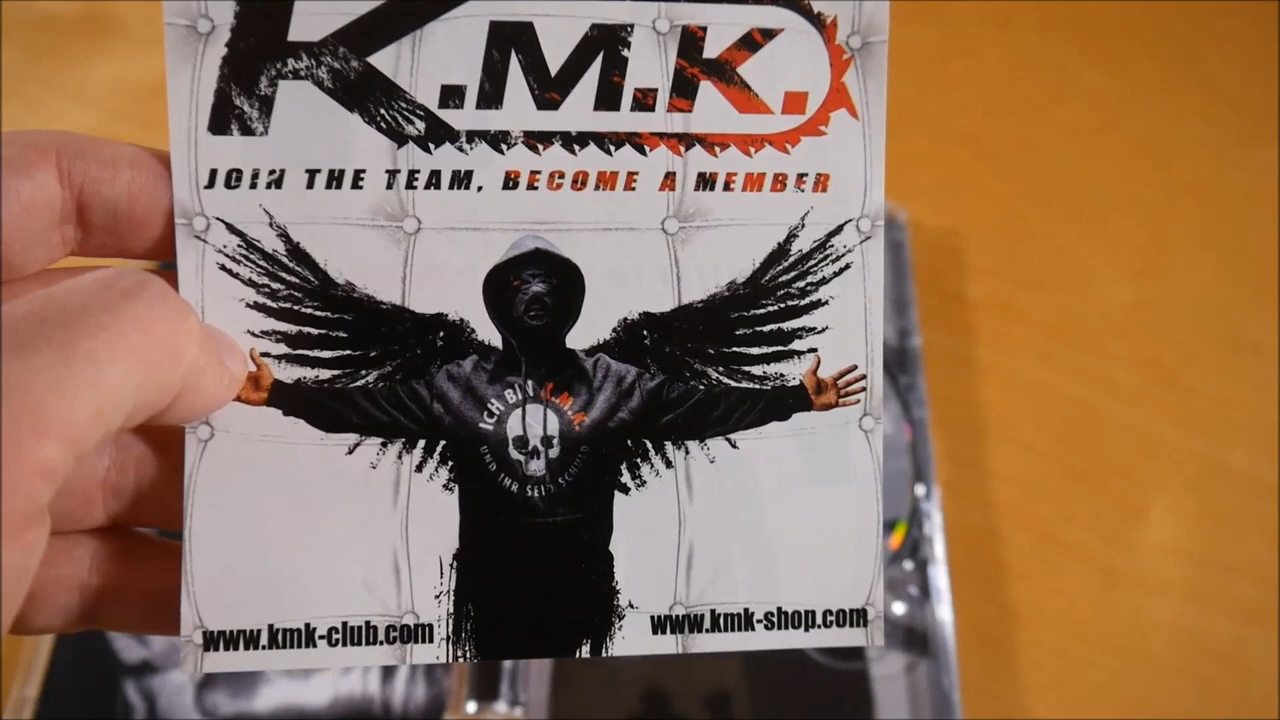 K.M.K.
JOIN THE TEAM, BECOME A MEMBER
ICH BIN K.M.K.
UND IHR SEID SCHULD
www.kmk-club.com
www.kmk-shop.com